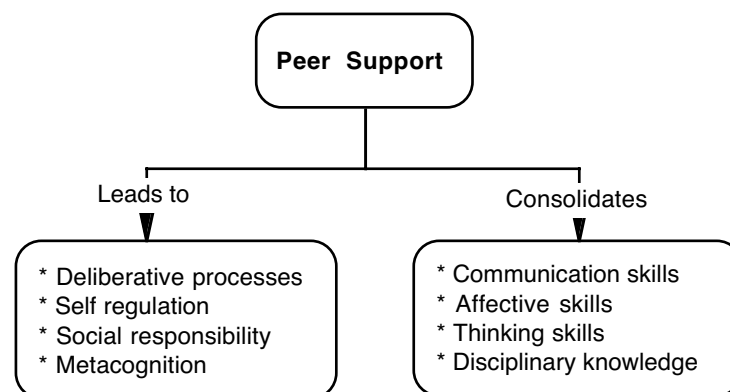 Peer Support
Leads to
Consolidates
* Deliberative processes
* Self regulation
* Social responsibility
* Metacognition
* Communication skills
* Affective skills
* Thinking skills
* Disciplinary knowledge